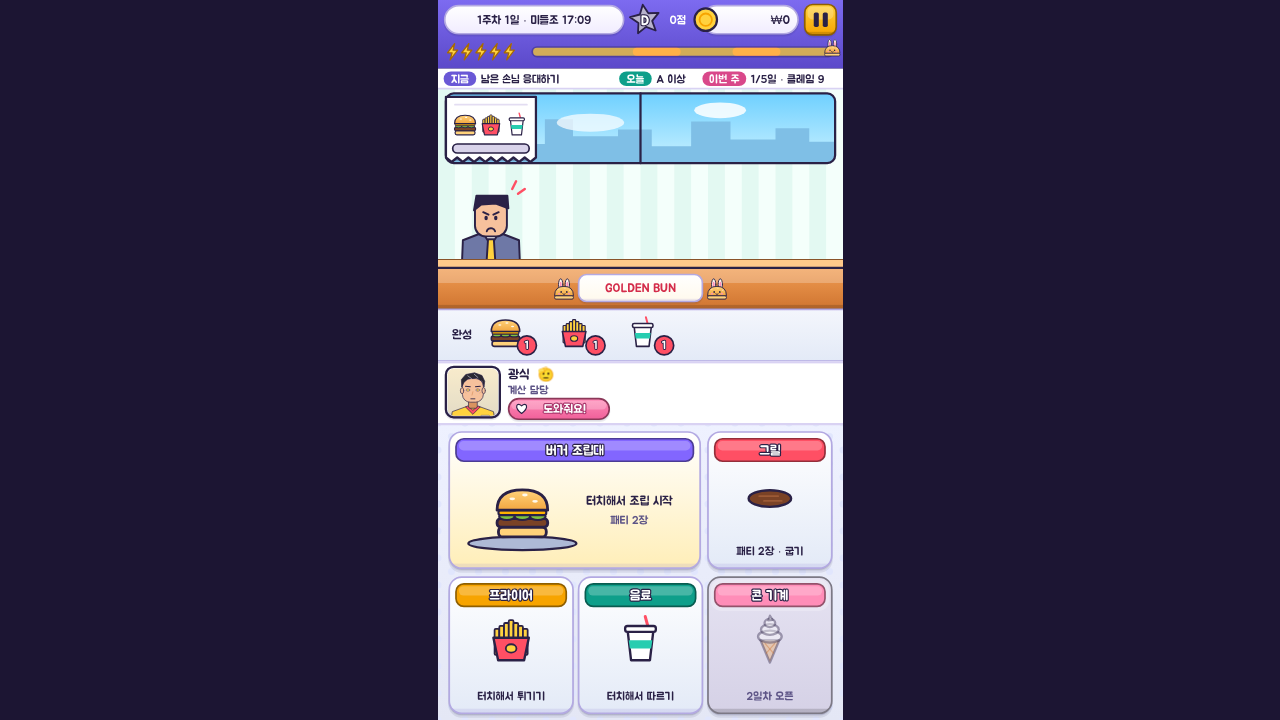 1주차 1일 · 미들조 17:09
D
0점
₩0
지금 남은 손님 응대하기
오늘 A 이상
이번 주 1/5일 · 클레임 9
GOLDEN BUN
완성
1
1
1
광식
계산 담당
도와줘요!
버거 조립대
터치해서 조립 시작
패티 2장
그릴
패티 2장 · 굽기
프라이어
터치해서 튀기기
음료
터치해서 따르기
콘 기계
2일차 오픈